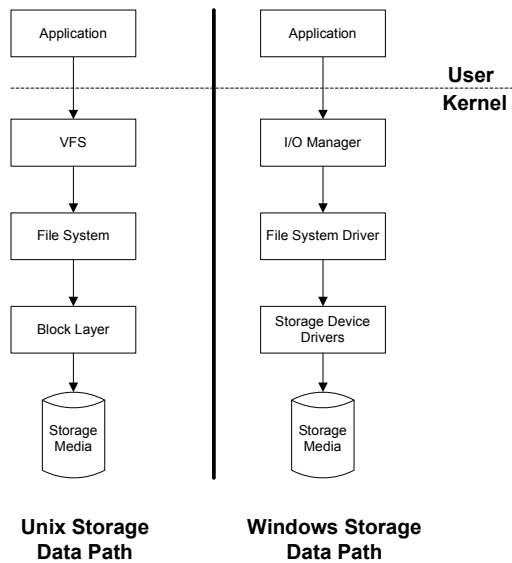 Application
VFS
File System
Block Layer
Storage
Media
Unix Storage
Data Path
Application
I/O Manager
File System Driver
Storage Device
Drivers
Storage
Media
Windows Storage
Data Path
User
Kernel